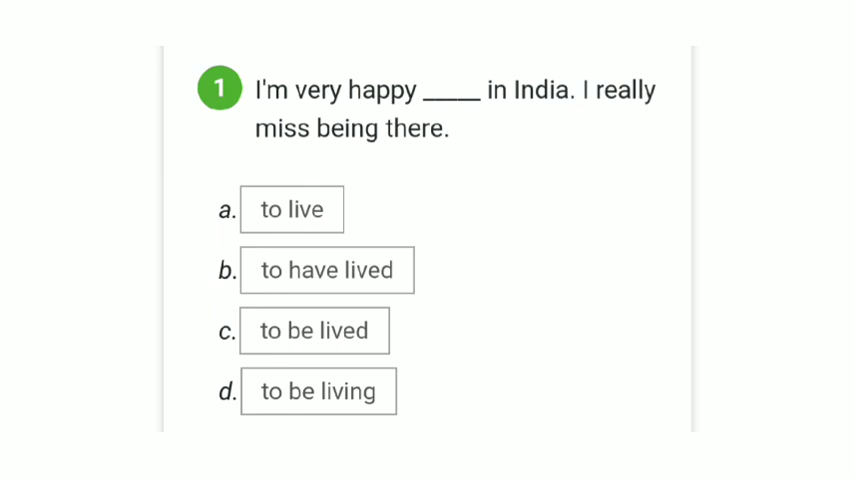 1 I'm very happy _____ in India. I really
miss being there.
a. to live
b. to have lived
c. to be lived
d. to be living